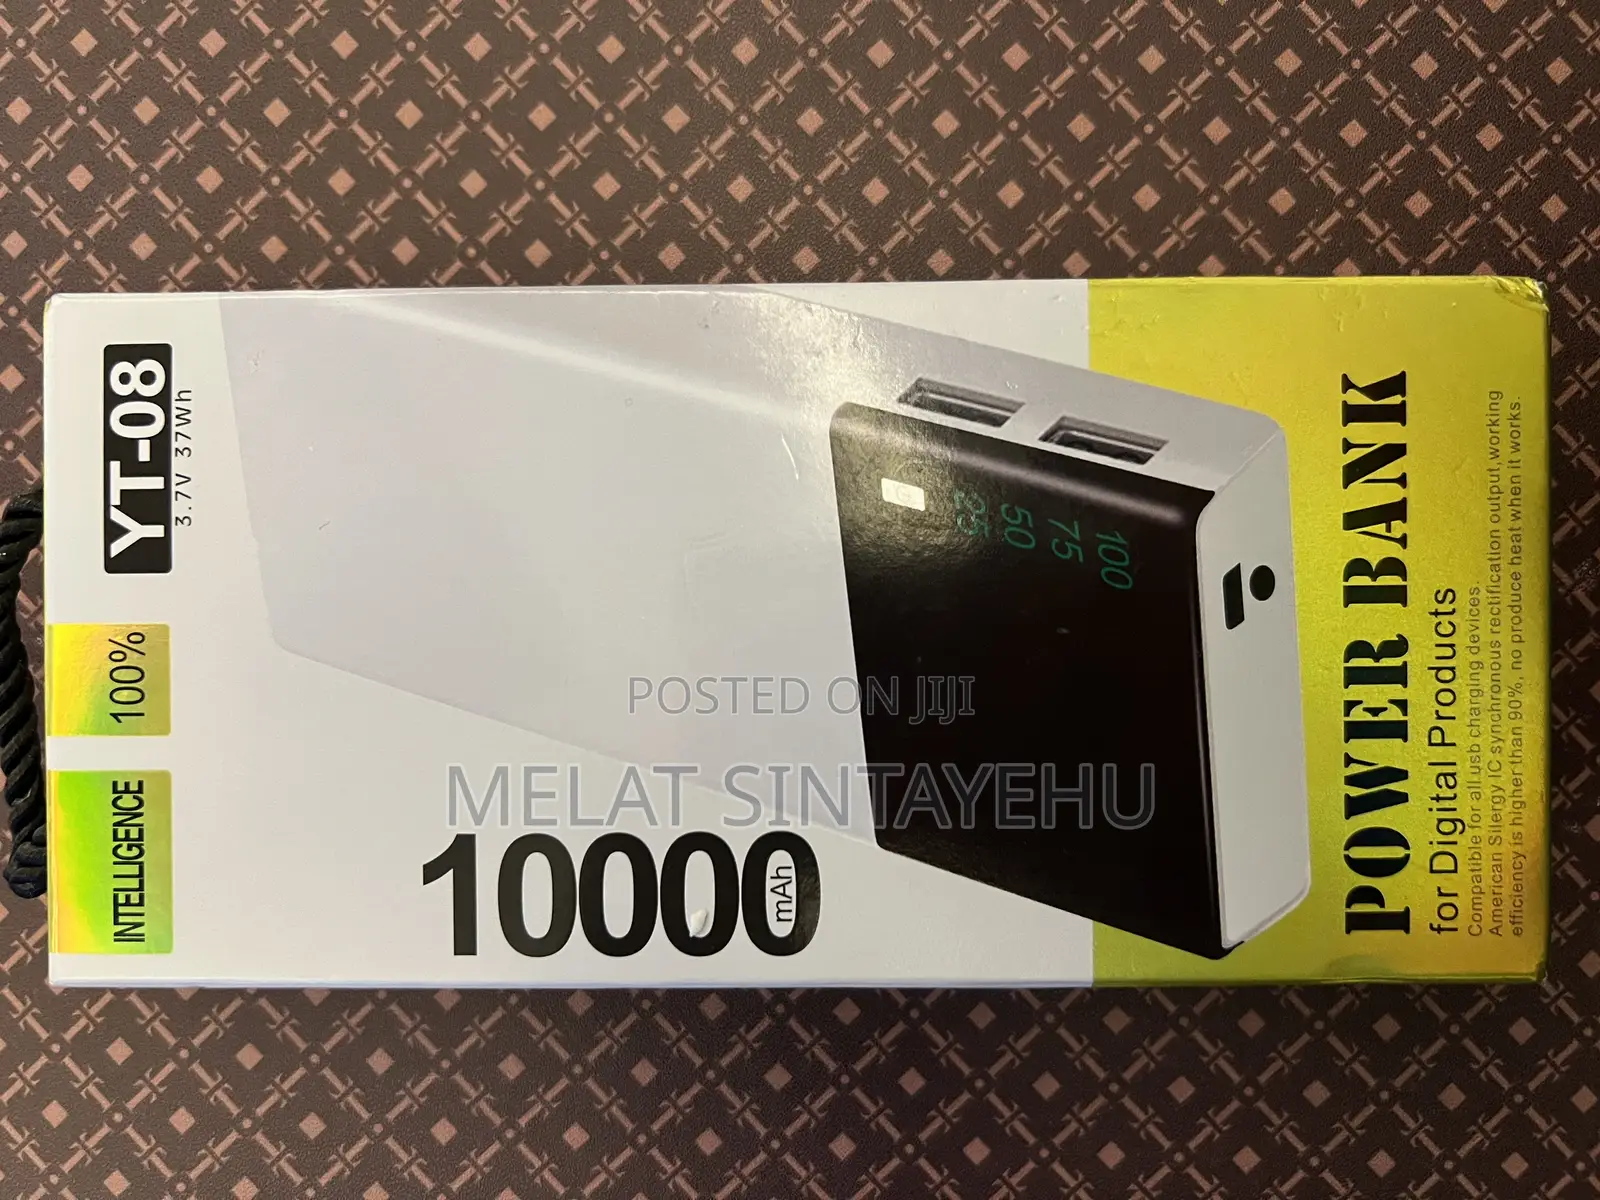 YT-08
3.7V 37Wh
INTELLIGENCE
100%
10000
mAh
25
50
75
100
POWER BANK
for Digital Products
Compatible for all usb charging devices.
American Silergy IC synchronous rectification output,working
efficiency is higher than 90%, no produce heat when it works.
POSTED ON JIJI
MELAT SINTAYEHU